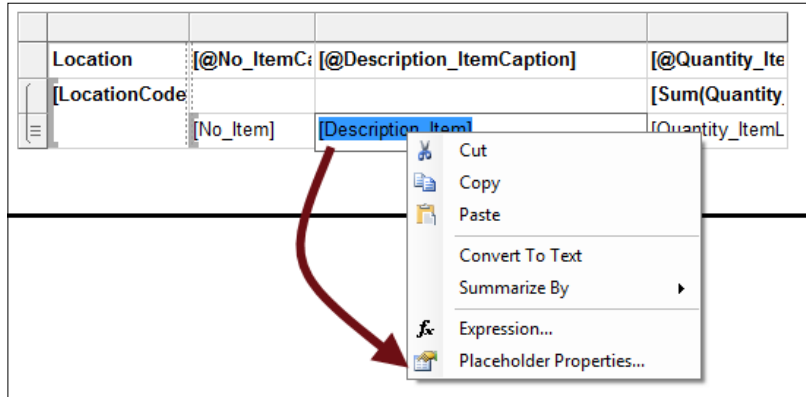 Location [@No_ItemCa [@Description_ItemCaption] [@Quantity_Ite
[LocationCode [Sum(Quantity_
[No_Item] [Description_Item] [Quantity_ItemL
Cut
Copy
Paste
Convert To Text
Summarize By
fx Expression...
Placeholder Properties...